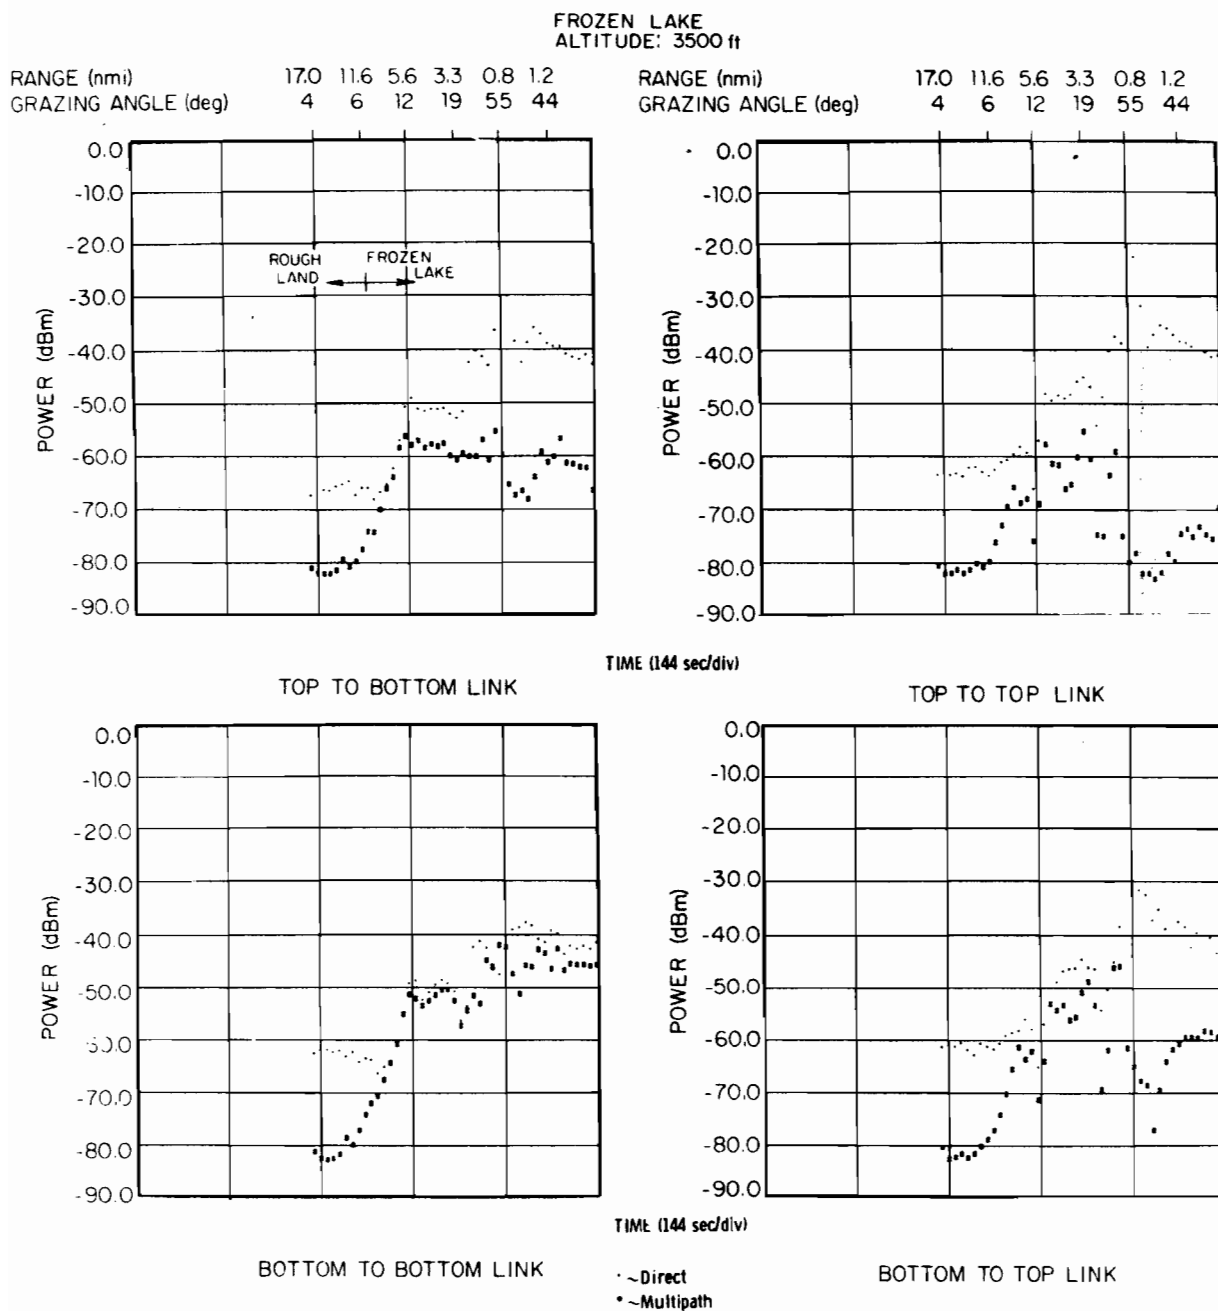 FROZEN LAKE
ALTITUDE: 3500 ft
RANGE (nmi) 17.0 11.6 5.6 3.3 0.8 1.2
GRAZING ANGLE (deg) 4 6 12 19 55 44
RANGE (nmi) 17.0 11.6 5.6 3.3 0.8 1.2
GRAZING ANGLE (deg) 4 6 12 19 55 44
0.0
-10.0
-20.0
-30.0
-40.0
-50.0
-60.0
-70.0
-80.0
-90.0
POWER (dBm)
ROUGH LAND
FROZEN LAKE
0.0
-10.0
-20.0
-30.0
-40.0
-50.0
-60.0
-70.0
-80.0
-90.0
POWER (dBm)
TIME (144 sec/div)
TOP TO BOTTOM LINK
TOP TO TOP LINK
0.0
-10.0
-20.0
-30.0
-40.0
-50.0
-70.0
-80.0
-90.0
POWER (dBm)
0.0
-10.0
-20.0
-30.0
-40.0
-50.0
-60.0
-70.0
-80.0
-90.0
POWER (dBm)
TIME (144 sec/div)
BOTTOM TO BOTTOM LINK
· ~Direct
• ~Multipath
BOTTOM TO TOP LINK